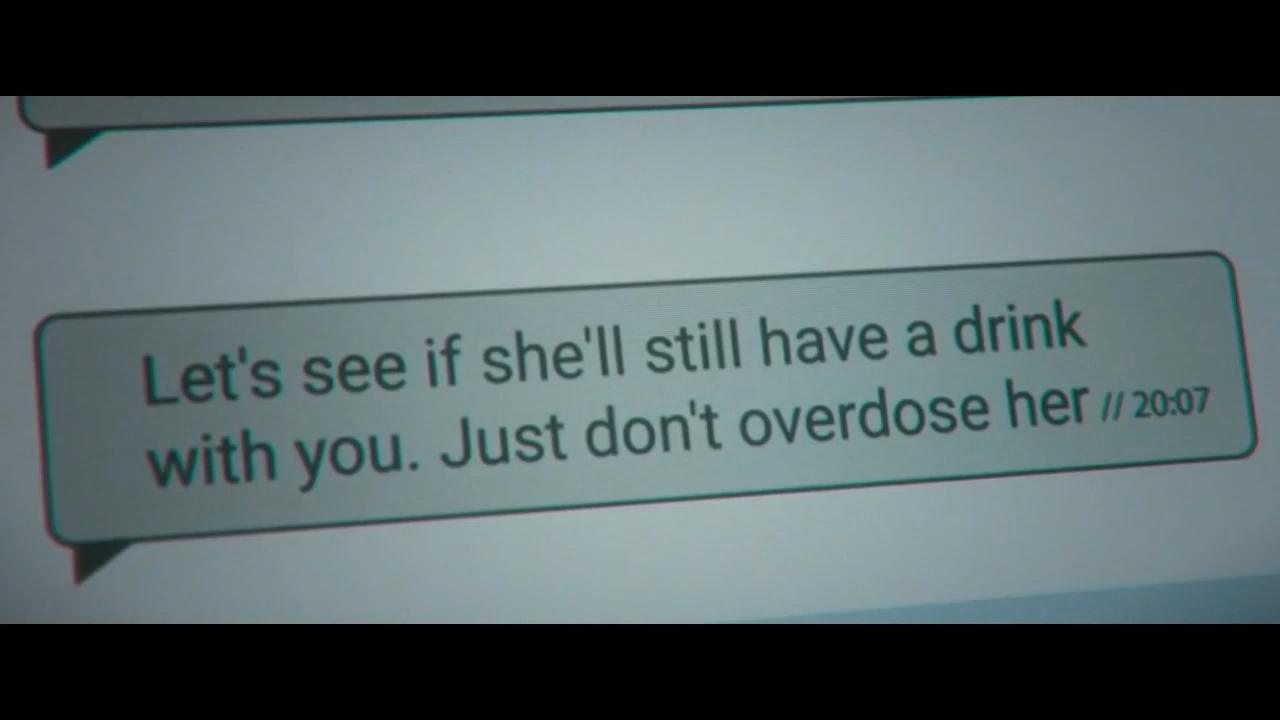 Let's see if she'll still have a drink
with you. Just don't overdose her // 20:07